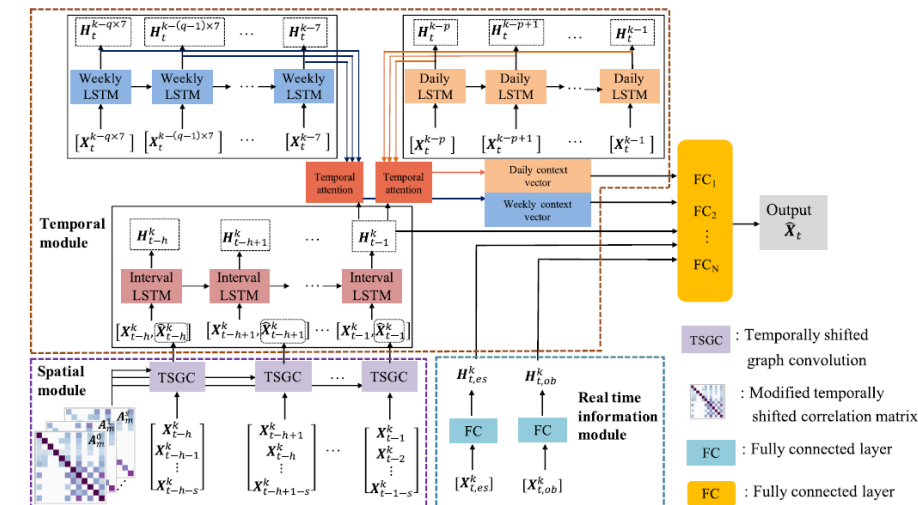 H_t^{k-q×7} H_t^{k-(q-1)×7} ... H_t^{k-7}
H_t^{k-p} H_t^{k-p+1} ... H_t^{k-1}
Weekly LSTM Weekly LSTM ... Weekly LSTM
Daily LSTM Daily LSTM ... Daily LSTM
[X_t^{k-q×7}] [X_t^{k-(q-1)×7}] ... [X_t^{k-7}]
[X_t^{k-p}] [X_t^{k-p+1}] ... [X_t^{k-1}]
Temporal attention
Temporal attention
Daily context vector
Weekly context vector
FC_1
FC_2
⋮
FC_N
Output
X̂_t
Temporal module
H_{t-h}^k H_{t-h+1}^k ... H_{t-1}^k
Interval LSTM Interval LSTM ... Interval LSTM
[X_{t-h}^k, X̂_{t-h}^k] [X_{t-h+1}^k, X̂_{t-h+1}^k] ... [X_{t-1}^k, X̂_{t-1}^k]
Spatial module
TSGC TSGC ... TSGC
A_m^s
A_m^1
A_m^0
X_{t-h}^k X_{t-h+1}^k X_{t-1}^k
X_{t-h-1}^k X_{t-h}^k ... X_{t-2}^k
⋮ ⋮ ⋮
X_{t-h-s}^k X_{t-h+1-s}^k X_{t-1-s}^k
H_{t,es}^k H_{t,ob}^k
Real time information module
FC FC
[X_{t,es}^k] [X_{t,ob}^k]
TSGC : Temporally shifted
graph convolution
: Modified temporally
shifted correlation matrix
FC : Fully connected layer
FC : Fully connected layer